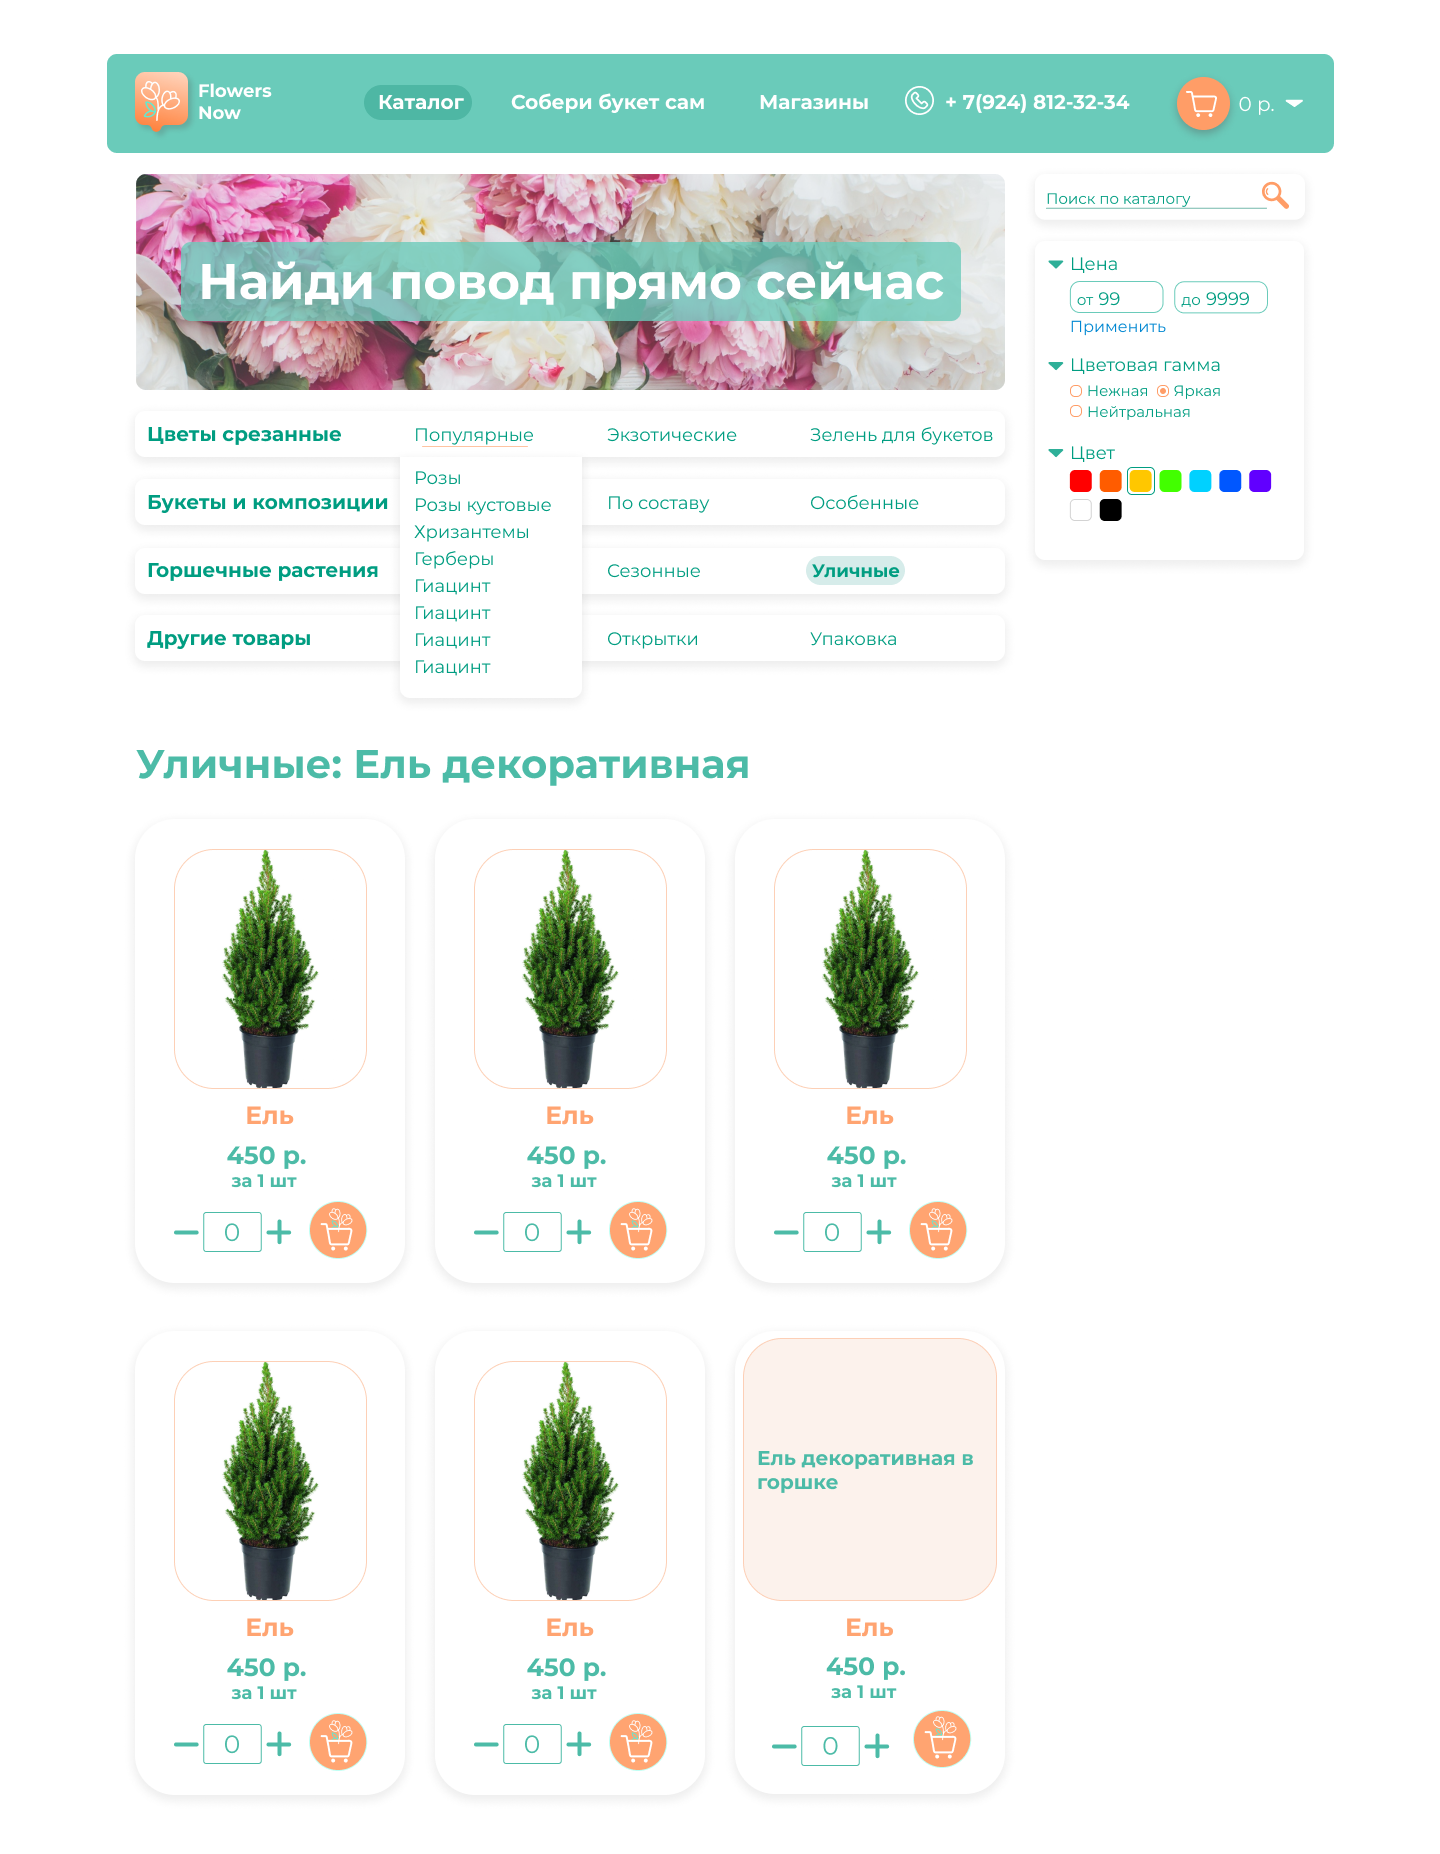 Flowers
Now
Каталог
Собери букет сам
Магазины
+ 7(924) 812-32-34
0 р.
Найди повод прямо сейчас
Поиск по каталогу
Цена
от 99
до 9999
Применить
Цветовая гамма
Нежная
Яркая
Нейтральная
Цвет
Цветы срезанные
Популярные
Экзотические
Зелень для букетов
Букеты и композиции
По составу
Особенные
Горшечные растения
Сезонные
Уличные
Другие товары
Открытки
Упаковка
Розы
Розы кустовые
Хризантемы
Герберы
Гиацинт
Гиацинт
Гиацинт
Гиацинт
Уличные: Ель декоративная
Ель
450 р.
за 1 шт
0
Ель
450 р.
за 1 шт
0
Ель
450 р.
за 1 шт
0
Ель
450 р.
за 1 шт
0
Ель
450 р.
за 1 шт
0
Ель декоративная в
горшке
Ель
450 р.
за 1 шт
0